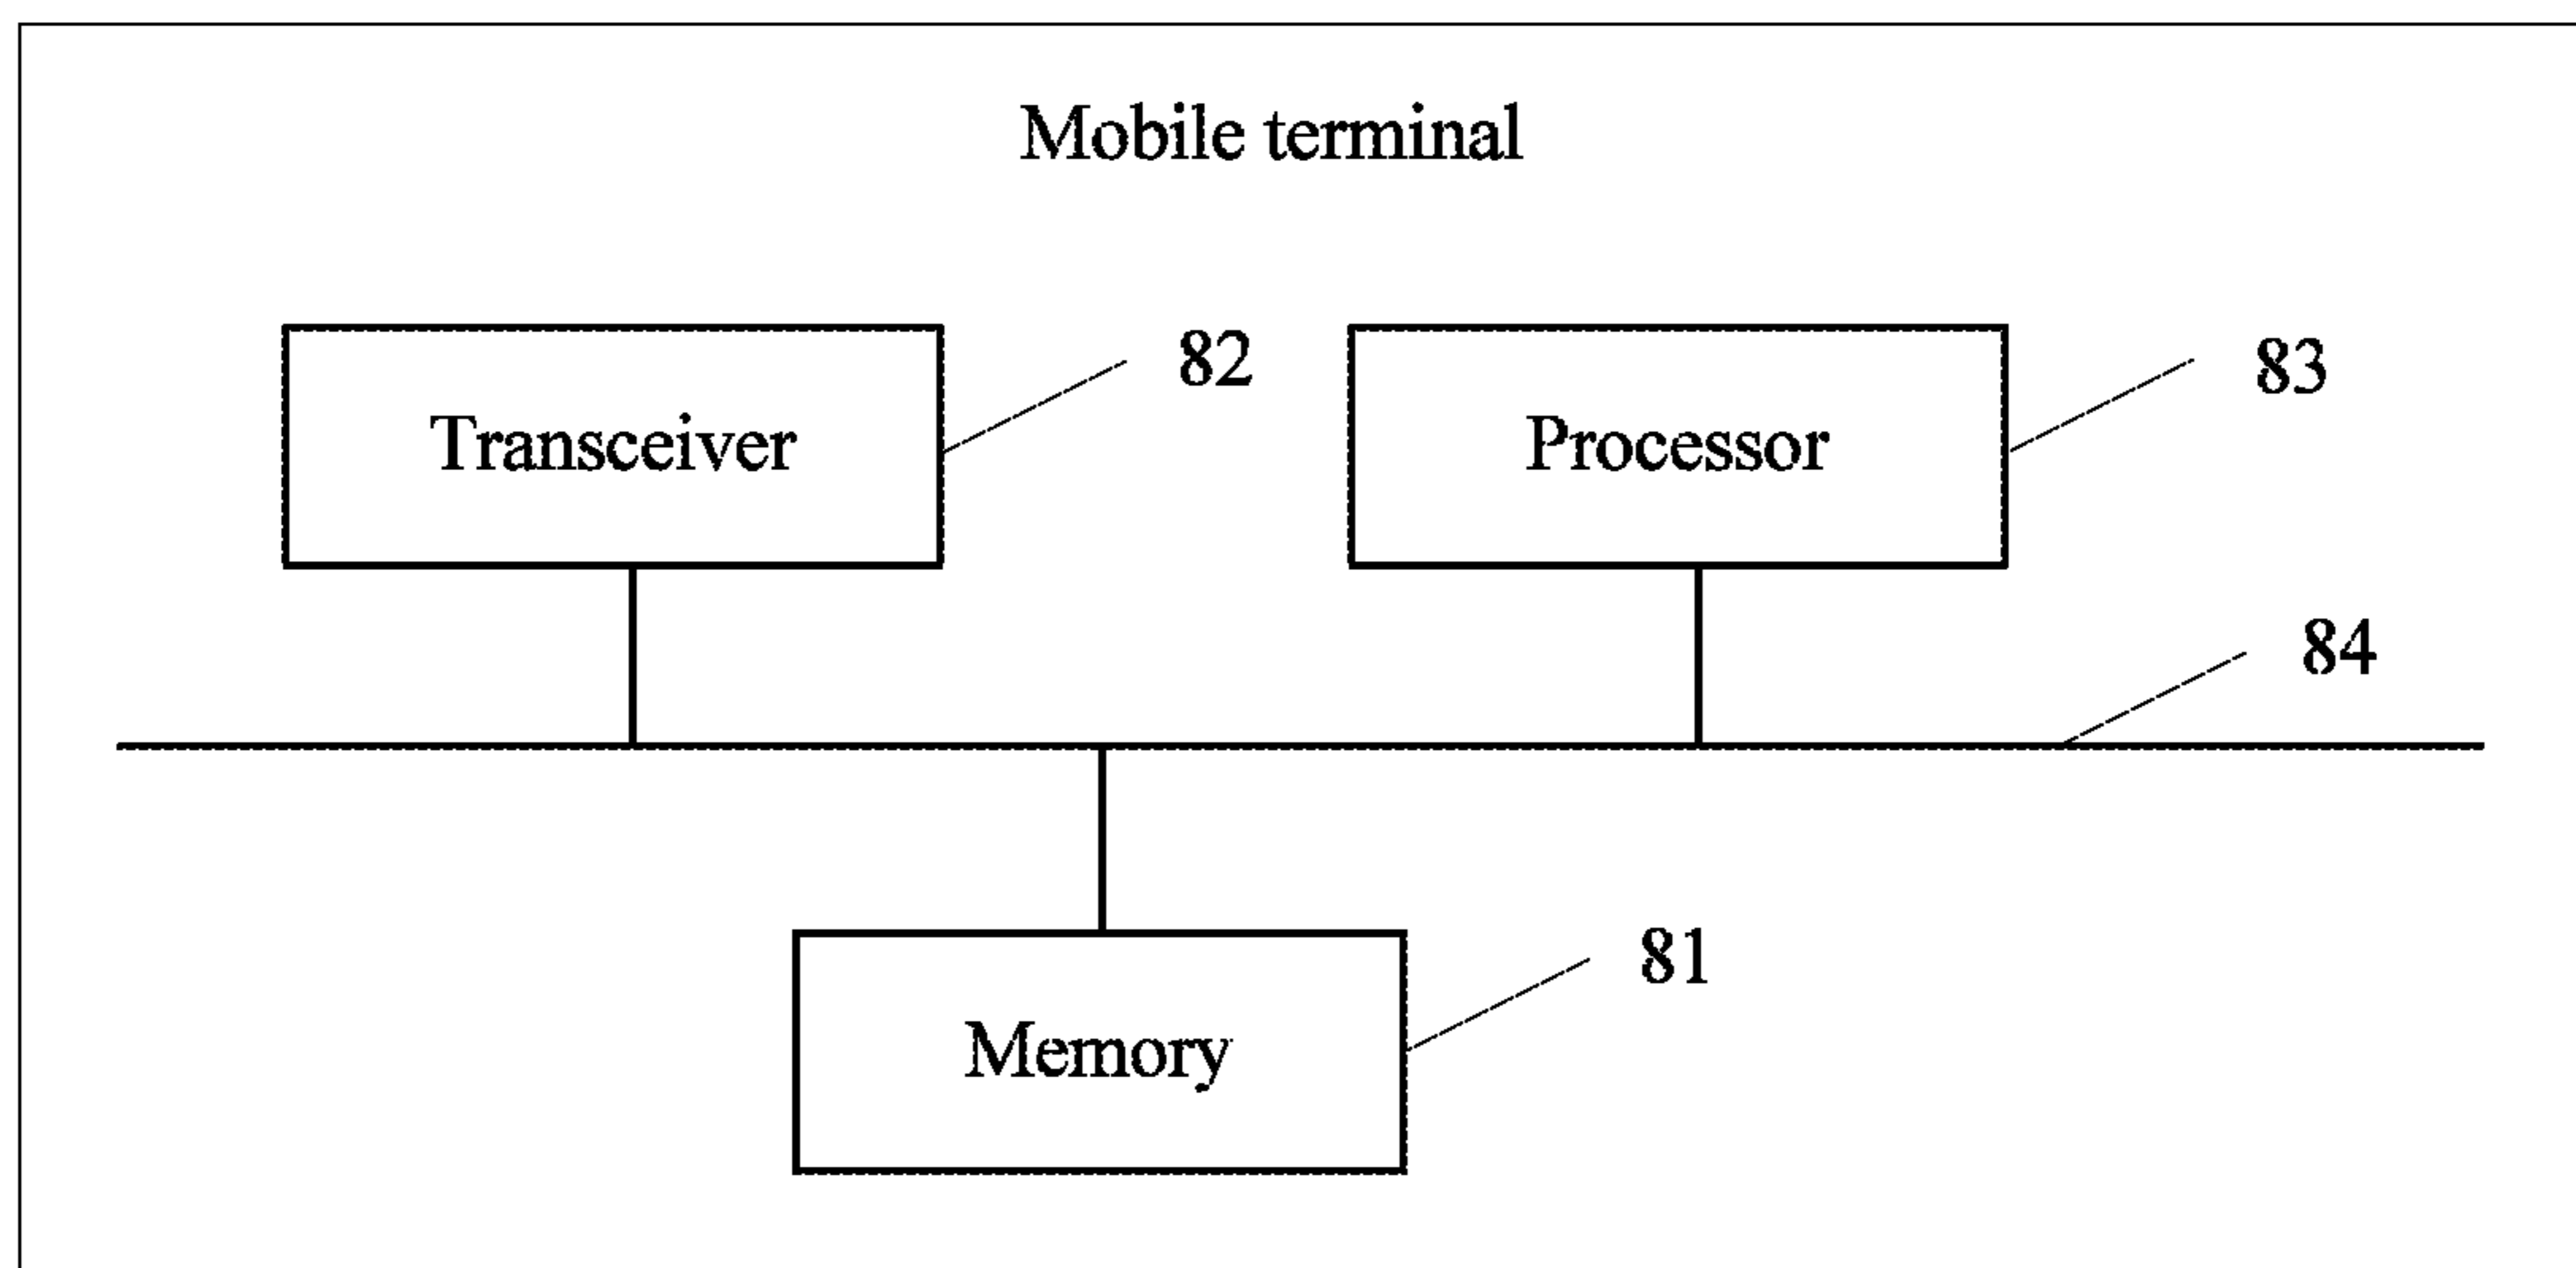 Mobile terminal
82
83
Transceiver
Processor
84
81
Memory